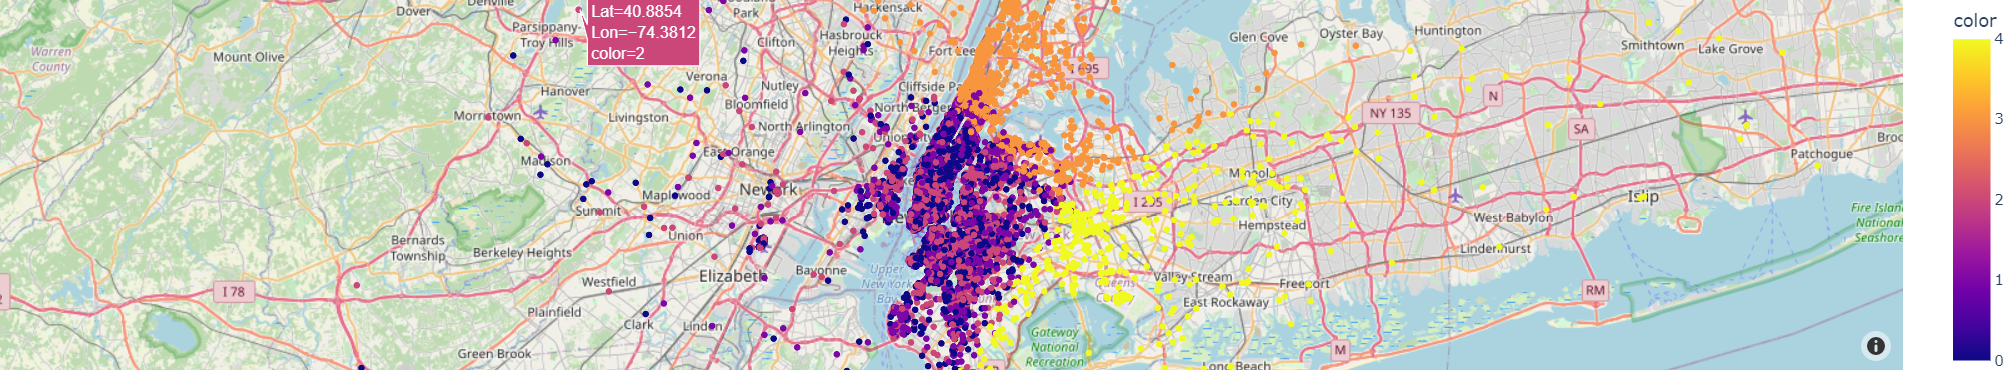 Dover
Denville
Parsippany-
Troy Hills
Lat=40.8854
Lon=−74.3812
color=2
Park
Hackensack
Clifton
Hasbrouck
Heights
Fort Lee
Glen Cove
Oyster Bay
Huntington
Smithtown
Lake Grove
color
4
Warren
County
Mount Olive
Hanover
Verona
Nutley
Cliffside Pa
I 695
Bloomfield
North Bergen
N
NY 135
Morristown
Livingston
North Arlington
Union
SA
3
Madison
East Orange
Patchogue
Mineola
Newark
Maplewood
I 295
Garden City
Islip
2
Summit
Hempstead
West Babylon
Fire Island
National
Seashore
Bernards
Township
Berkeley Heights
Union
Lindenhurst
Elizabeth
Bayonne
Upper
New York
Bay
Valley Stream
Queens
Westfield
I 78
East Rockaway
Freeport
RM
1
Plainfield
Clark
Linden
Gateway
National
Recreation
Green Brook
M
Long Beach
0